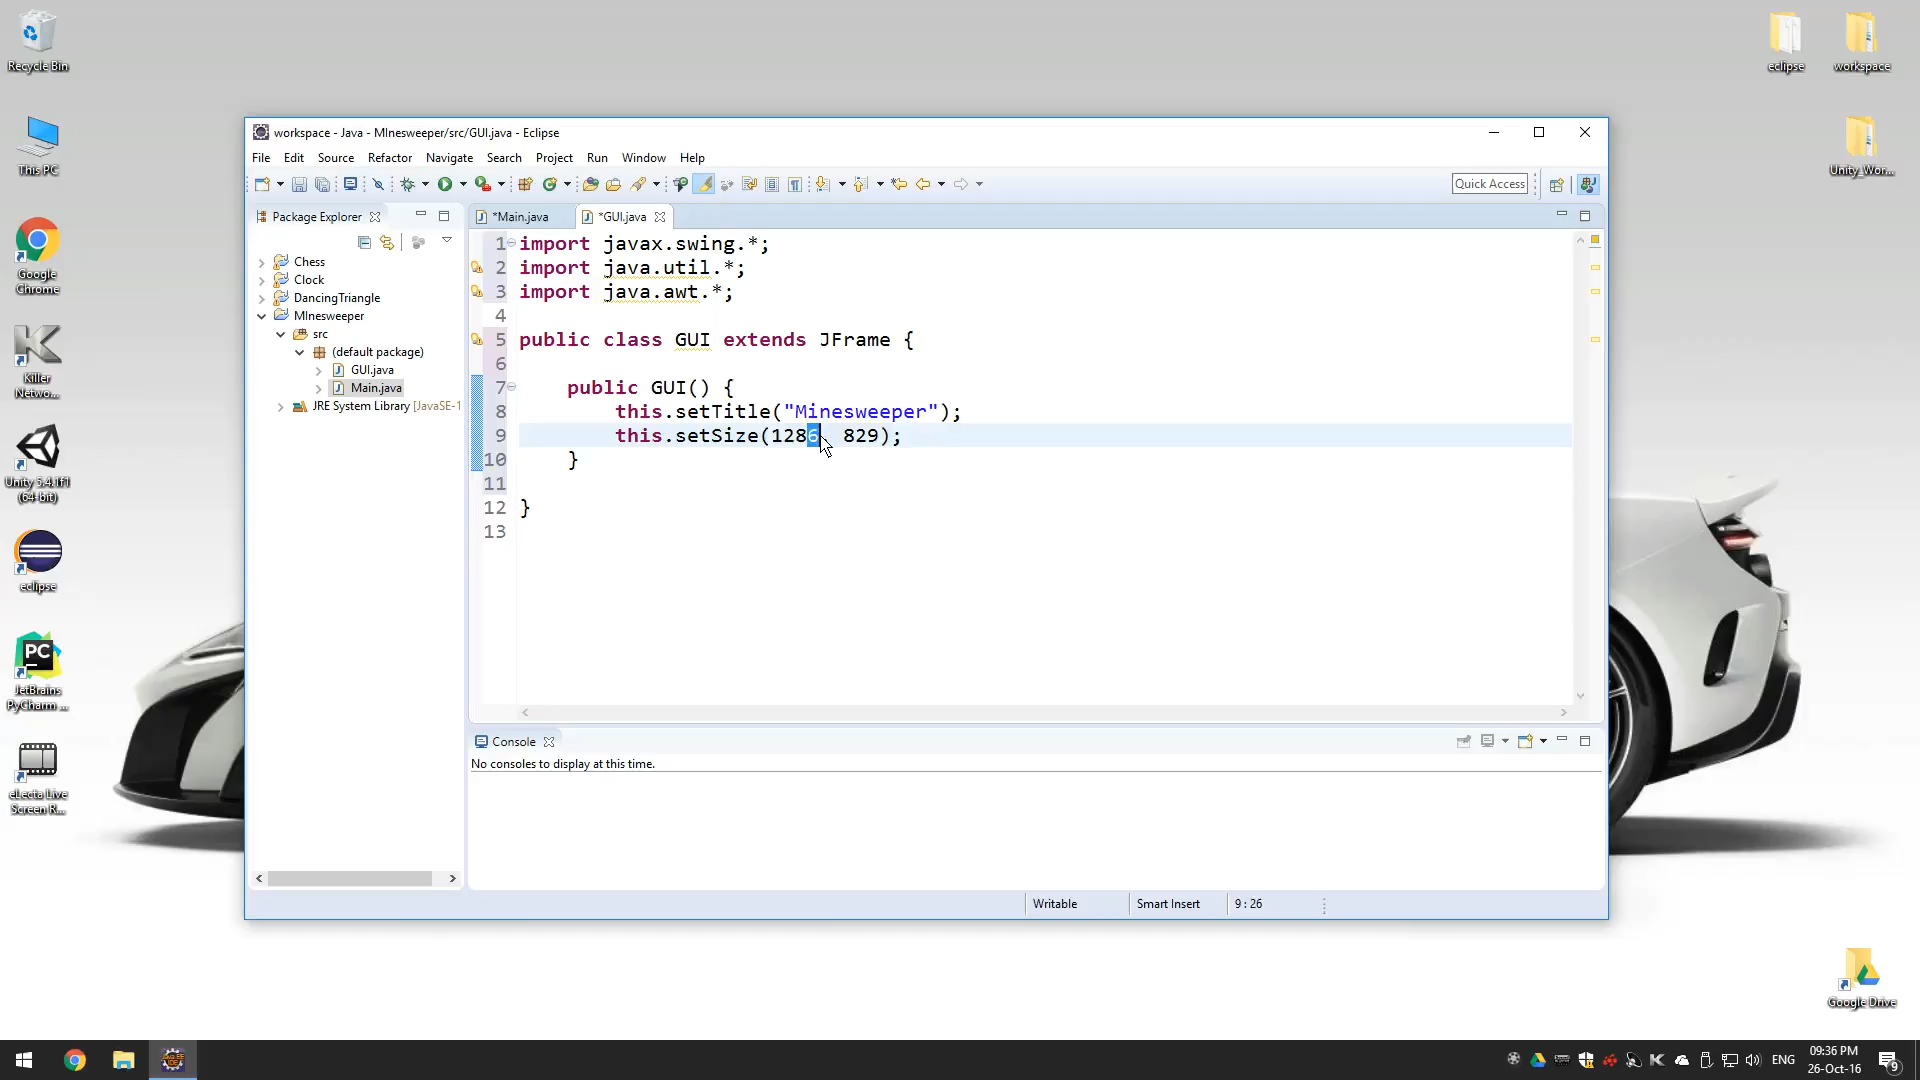 Recycle Bin
This PC
Google
Chrome
Killer
Netwo...
Unity 5.4.1f1
(64-bit)
eclipse
JetBrains
PyCharm ...
eLecta Live
Screen R...
eclipse
workspace
Unity_Wor...
Google Drive
workspace - Java - MInesweeper/src/GUI.java - Eclipse
File Edit Source Refactor Navigate Search Project Run Window Help
Quick Access
Package Explorer
Chess
Clock
DancingTriangle
MInesweeper
src
(default package)
GUI.java
Main.java
JRE System Library [JavaSE-1
*Main.java
*GUI.java
1 import javax.swing.*;
2 import java.util.*;
3 import java.awt.*;
4
5 public class GUI extends JFrame {
6
7 public GUI() {
8 this.setTitle("Minesweeper");
9 this.setSize(1286, 829);
10 }
11
12 }
13
Console
No consoles to display at this time.
Writable
Smart Insert
9 : 26
ENG
09:36 PM
26-Oct-16
9